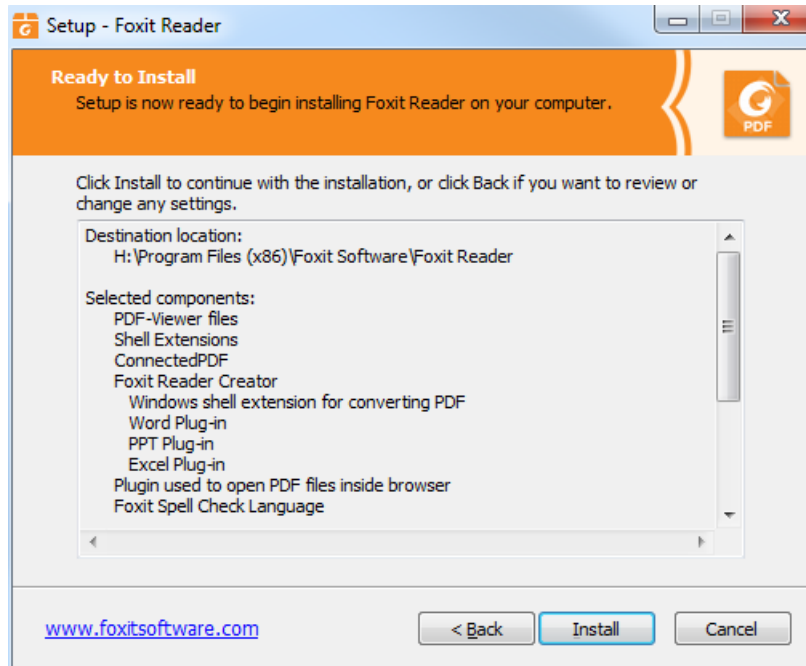 Setup - Foxit Reader
Ready to Install
Setup is now ready to begin installing Foxit Reader on your computer.
PDF
Click Install to continue with the installation, or click Back if you want to review or
change any settings.
Destination location:
H:\Program Files (x86)\Foxit Software\Foxit Reader
Selected components:
PDF-Viewer files
Shell Extensions
ConnectedPDF
Foxit Reader Creator
Windows shell extension for converting PDF
Word Plug-in
PPT Plug-in
Excel Plug-in
Plugin used to open PDF files inside browser
Foxit Spell Check Language
www.foxitsoftware.com
< Back
Install
Cancel